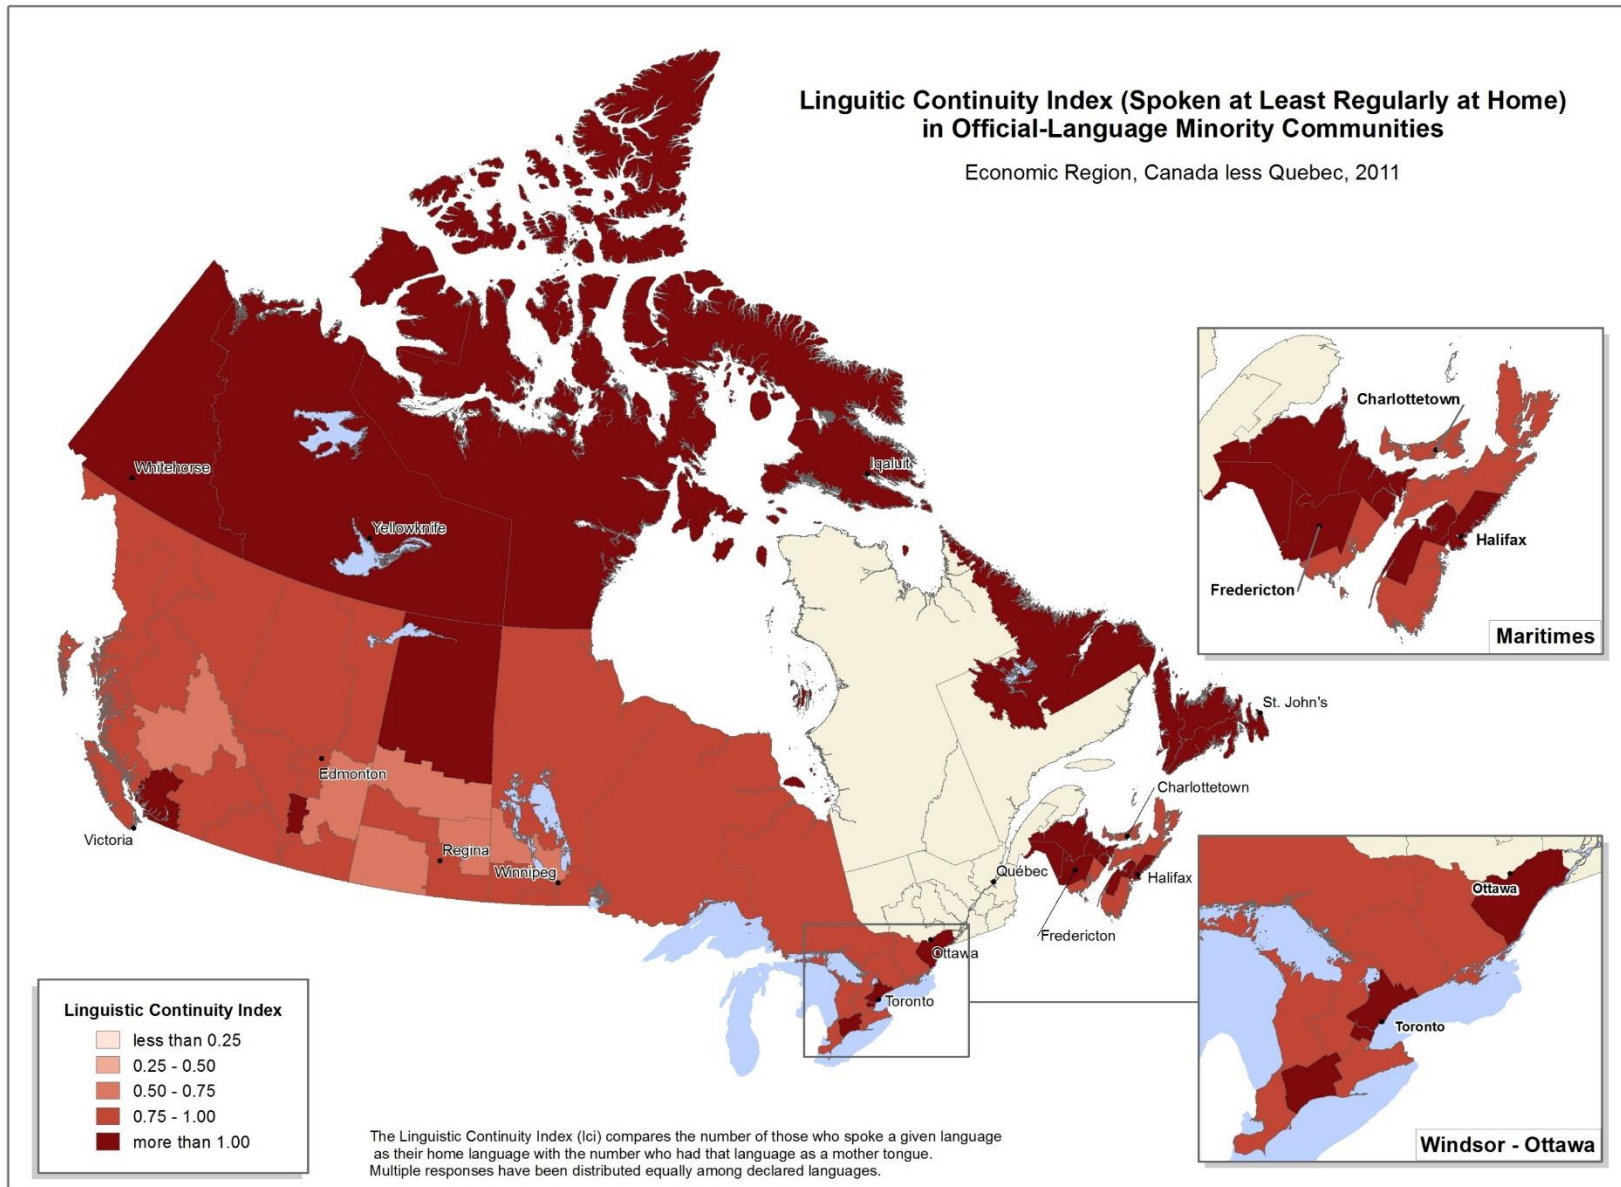 Linguitic Continuity Index (Spoken at Least Regularly at Home)
in Official-Language Minority Communities
Economic Region, Canada less Quebec, 2011
Whitehorse
Yellowknife
Iqaluit
Edmonton
Victoria
Regina
Winnipeg
Québec
St. John's
Charlottetown
Halifax
Fredericton
Ottawa
Toronto
Charlottetown
Halifax
Fredericton
Maritimes
Ottawa
Toronto
Windsor - Ottawa
Linguistic Continuity Index
less than 0.25
0.25 - 0.50
0.50 - 0.75
0.75 - 1.00
more than 1.00
The Linguistic Continuity Index (lci) compares the number of those who spoke a given language
as their home language with the number who had that language as a mother tongue.
Multiple responses have been distributed equally among declared languages.